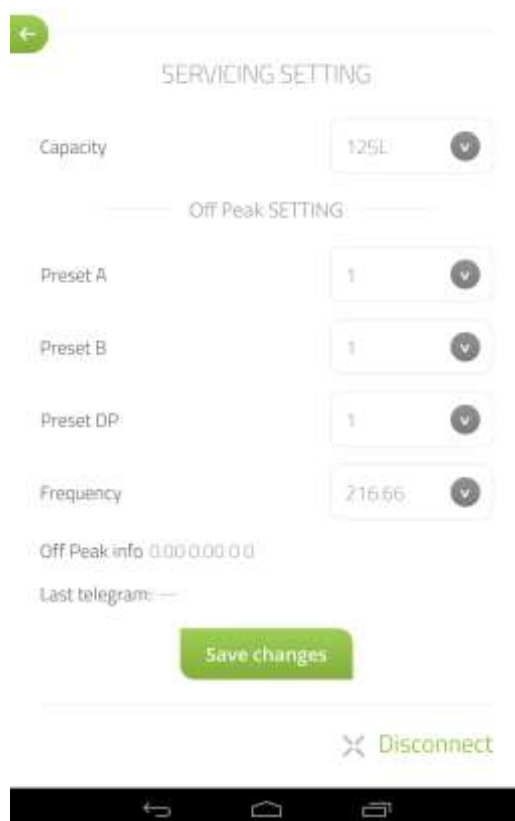 SERVICING SETTING
Capacity 125L
Off Peak SETTING
Preset A 1
Preset B 1
Preset DP 1
Frequency 216.66
Off Peak info 0.00 0.00 0 0
Last telegram: ---
Save changes
Disconnect